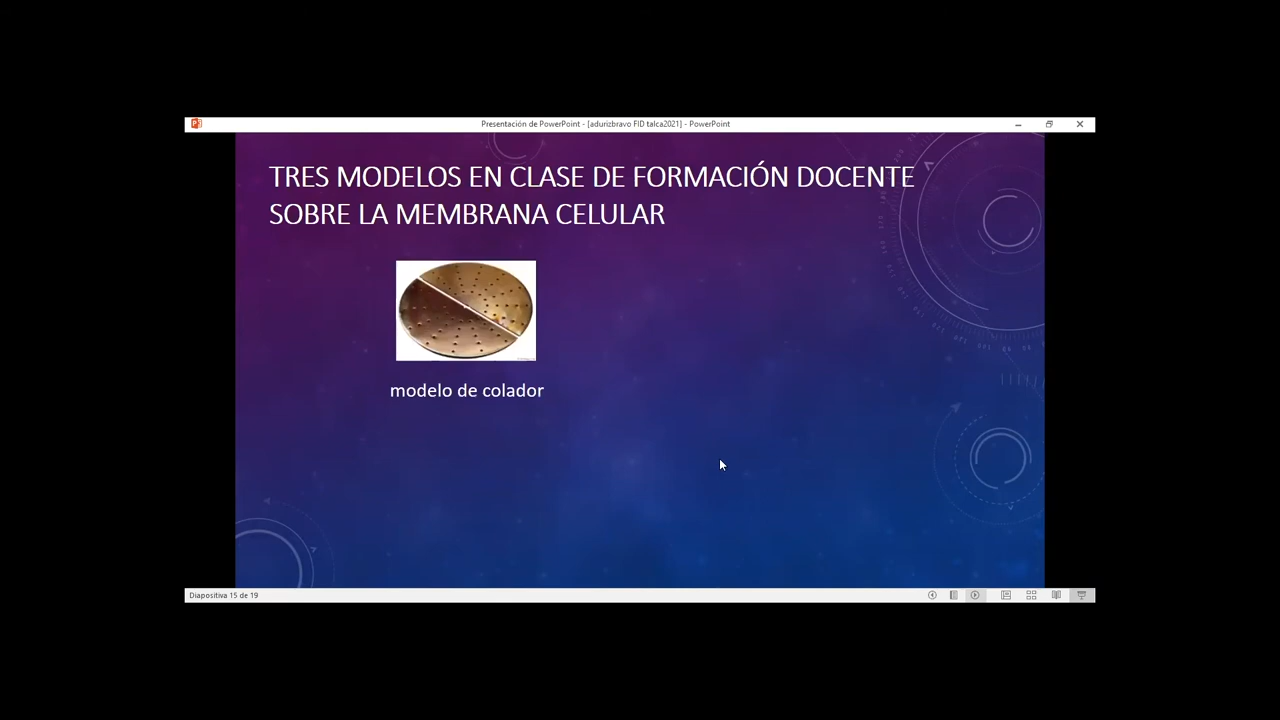 Presentación de PowerPoint - [adurizbravo FID talca2021] - PowerPoint
TRES MODELOS EN CLASE DE FORMACIÓN DOCENTE
SOBRE LA MEMBRANA CELULAR
modelo de colador
Diapositiva 15 de 19